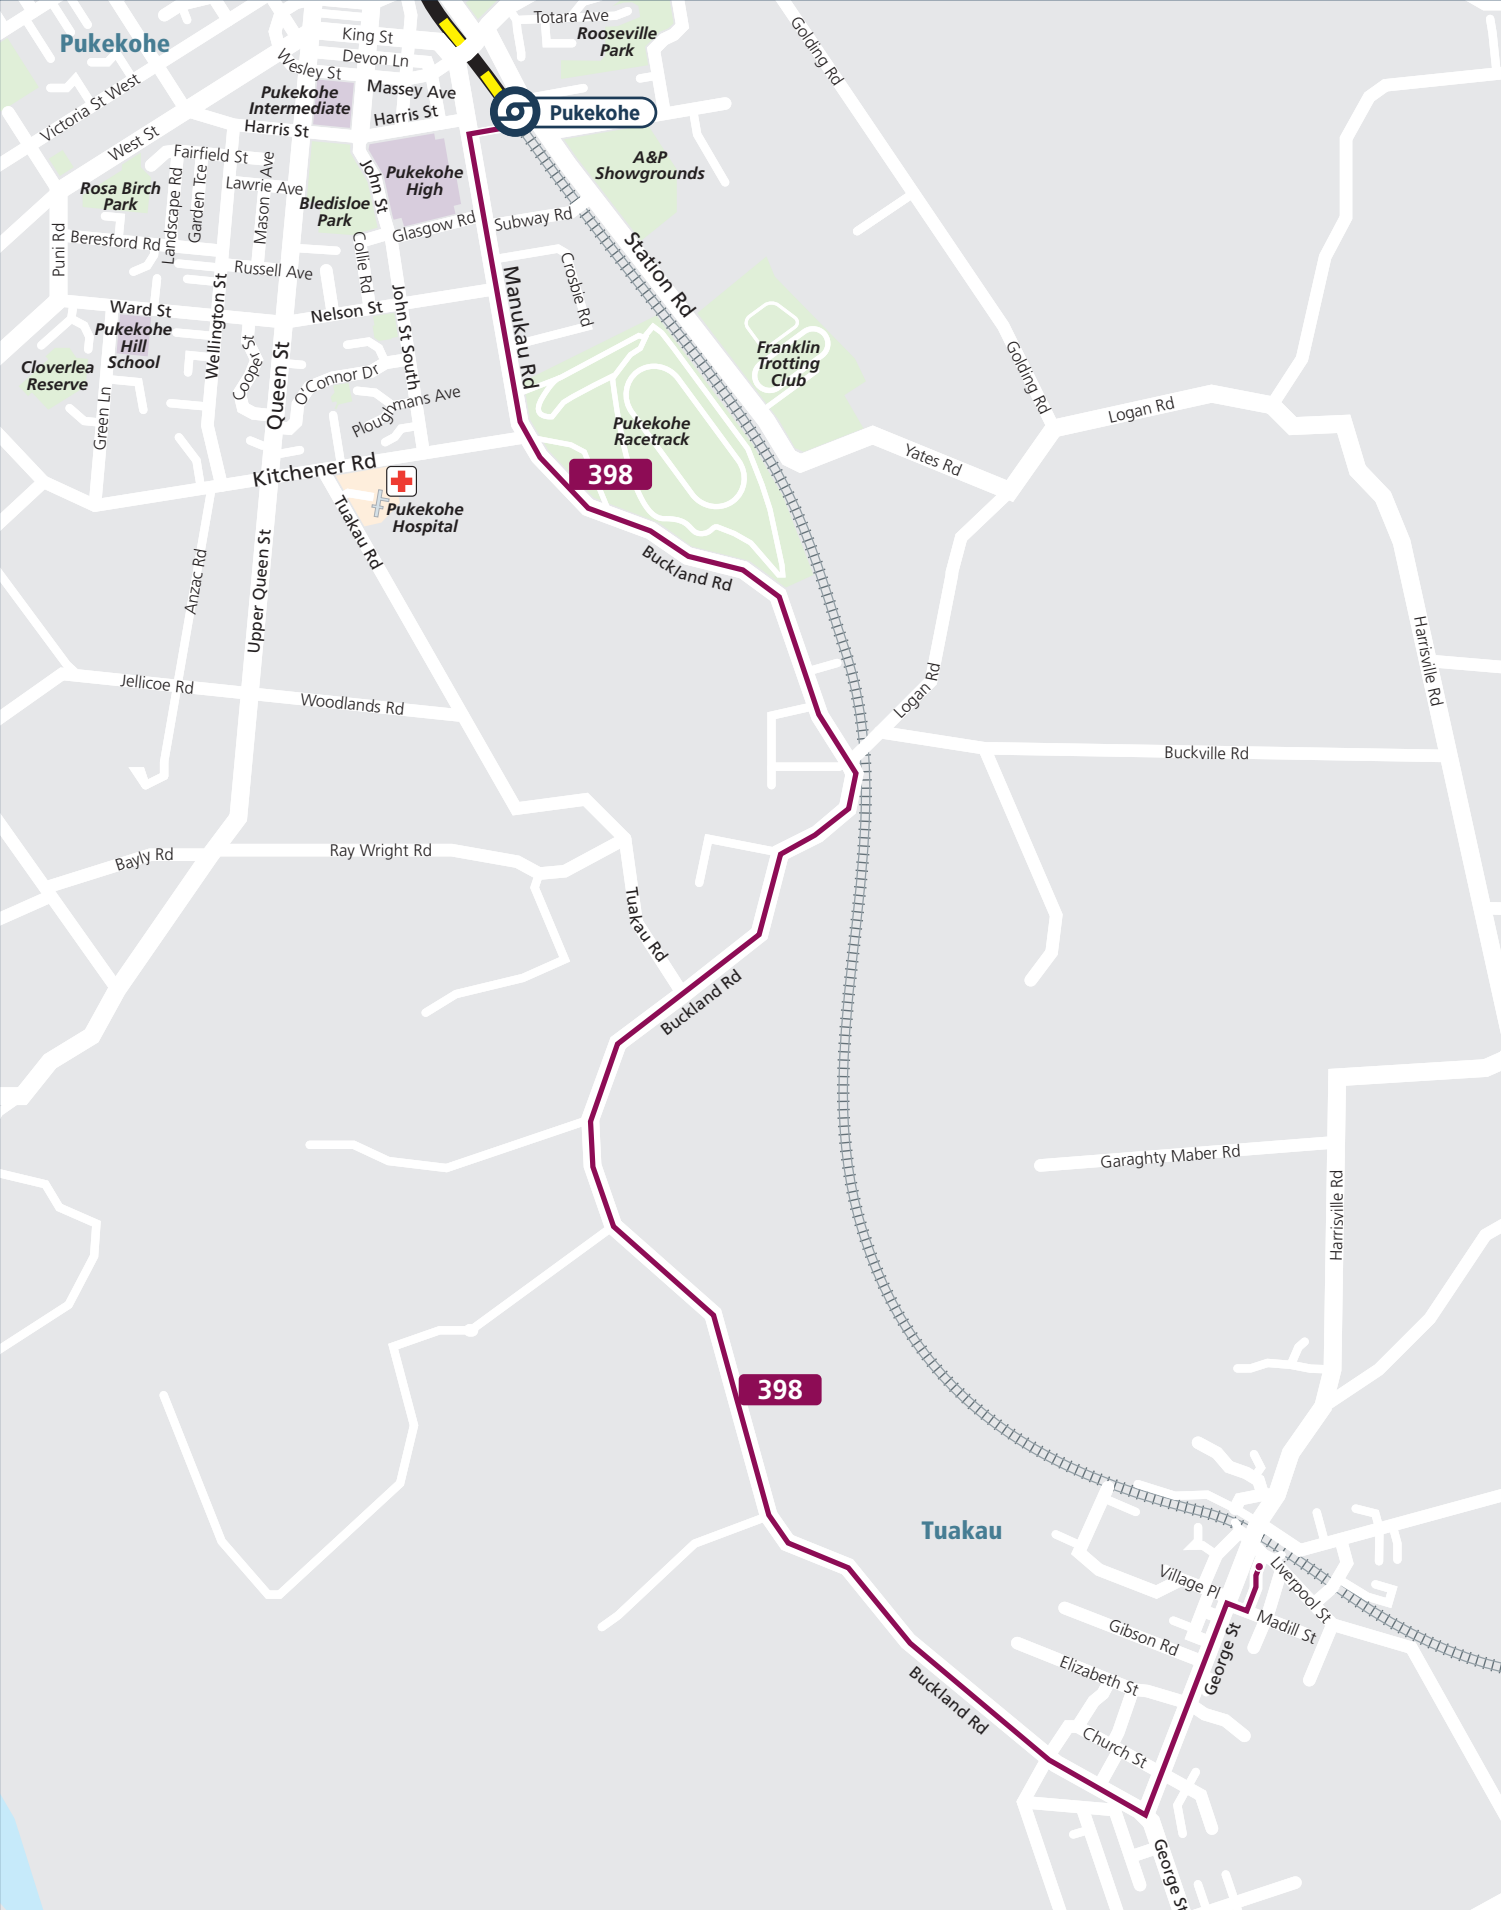 Totara Ave
Rooseville
Park
Golding Rd
King St
Pukekohe
Devon Ln
Wesley St
Victoria St West
Pukekohe
Intermediate
Massey Ave
Harris St
Harris St
Pukekohe
West St
Fairfield St
A&P
Showgrounds
John St
Pukekohe
High
Rosa Birch
Park
Landscape Rd
Garden Tce
Lawrie Ave
Mason Ave
Bledisloe
Park
Glasgow Rd
Subway Rd
Puni Rd
Beresford Rd
Collie Rd
Station Rd
Russell Ave
Crosbie Rd
Manukau Rd
Ward St
Wellington St
Nelson St
John St South
Pukekohe
Hill
School
Cooper St
Queen St
O'Connor Dr
Franklin
Trotting
Club
Golding Rd
Cloverlea
Reserve
Green Ln
Ploughmans Ave
Logan Rd
Pukekohe
Racetrack
Yates Rd
Kitchener Rd
398
Pukekohe
Hospital
Tuakau Rd
Anzac Rd
Upper Queen St
Buckland Rd
Harrisville Rd
Jellicoe Rd
Woodlands Rd
Logan Rd
Buckville Rd
Bayly Rd
Ray Wright Rd
Tuakau Rd
Buckland Rd
Garaghty Maber Rd
Harrisville Rd
398
Tuakau
Village Pl
Liverpool St
Gibson Rd
Madill St
George St
Elizabeth St
Buckland Rd
Church St
George St